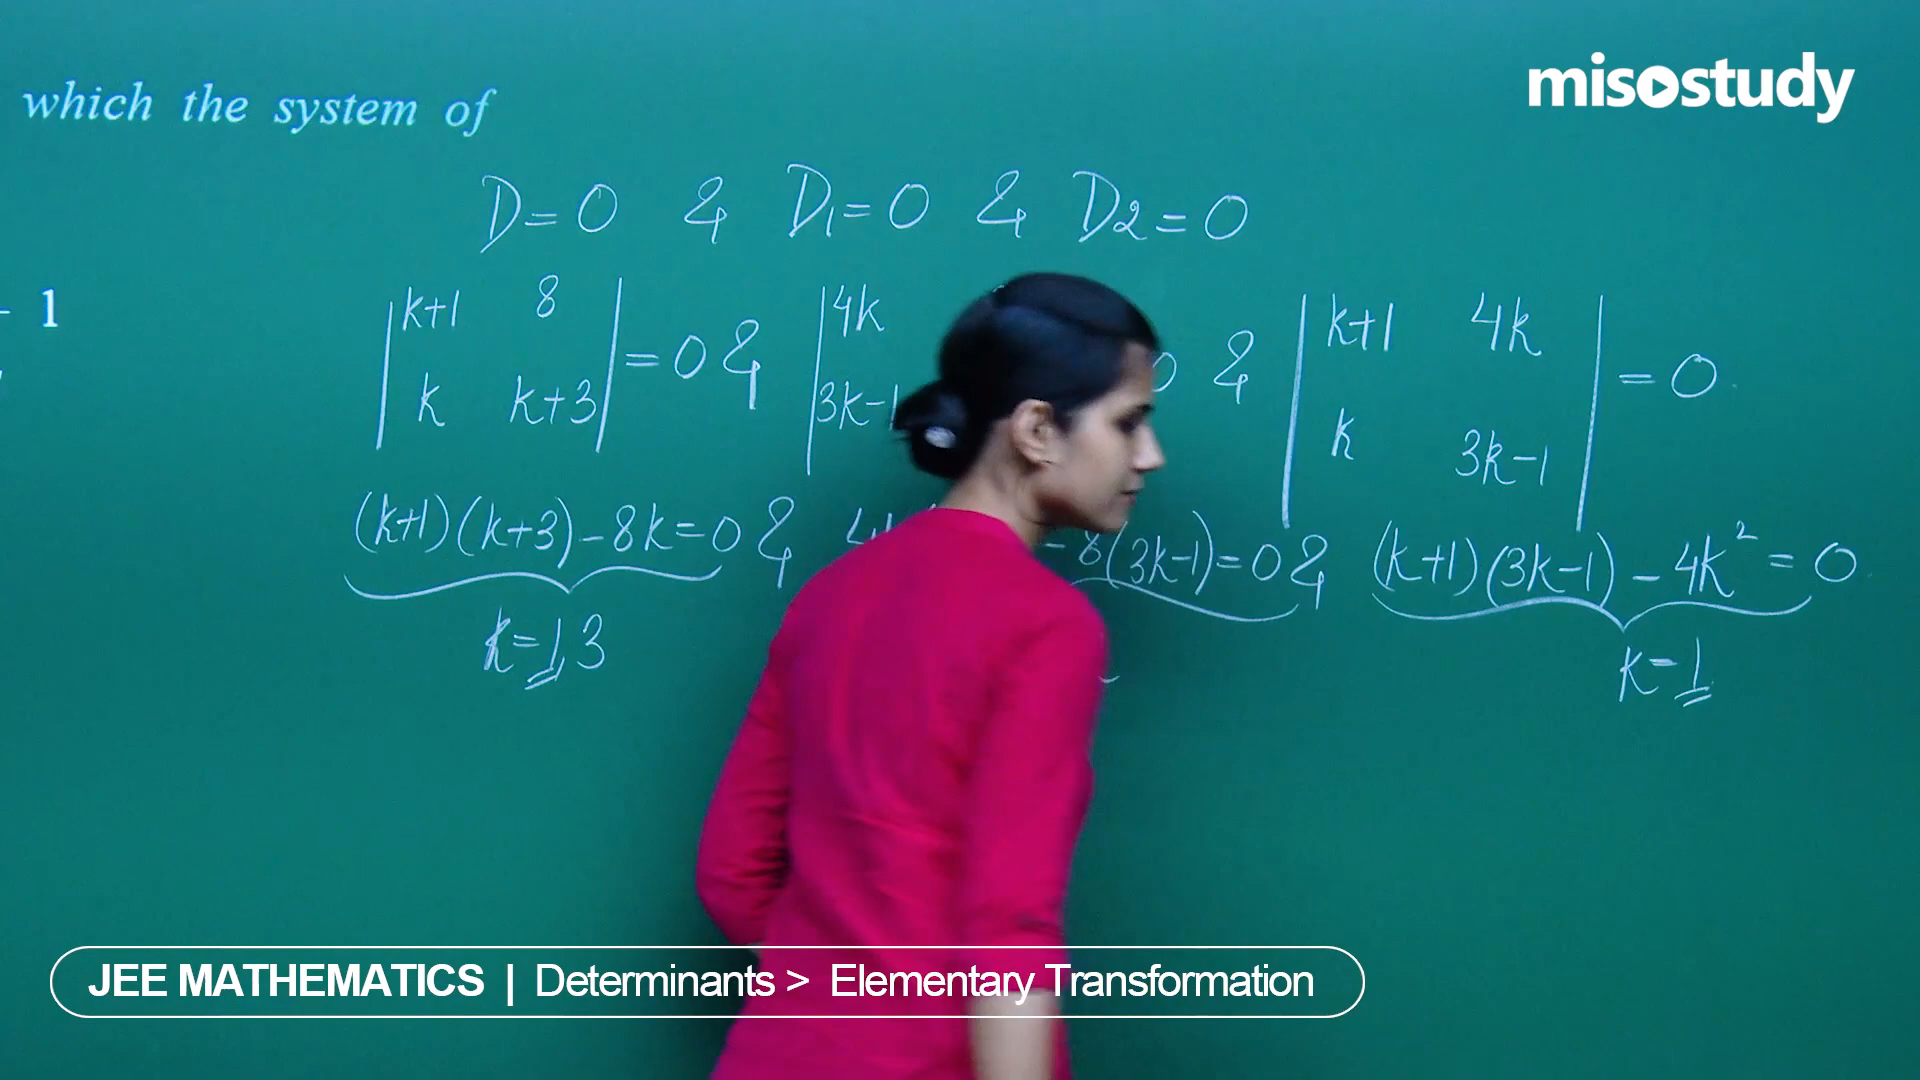 misostudy
which the system of
D=0 & D₁=0 & D2=0
- 1
|k+1 8| |4k |k+1 4k|
=0 & 0 & =0
|k k+3| |3k-1 |k 3k-1|
(k+1)(k+3)-8k=0 & -8(3k-1)=0 & (k+1)(3k-1)-4k²=0
k=1,3 k=1
JEE MATHEMATICS | Determinants > Elementary Transformation